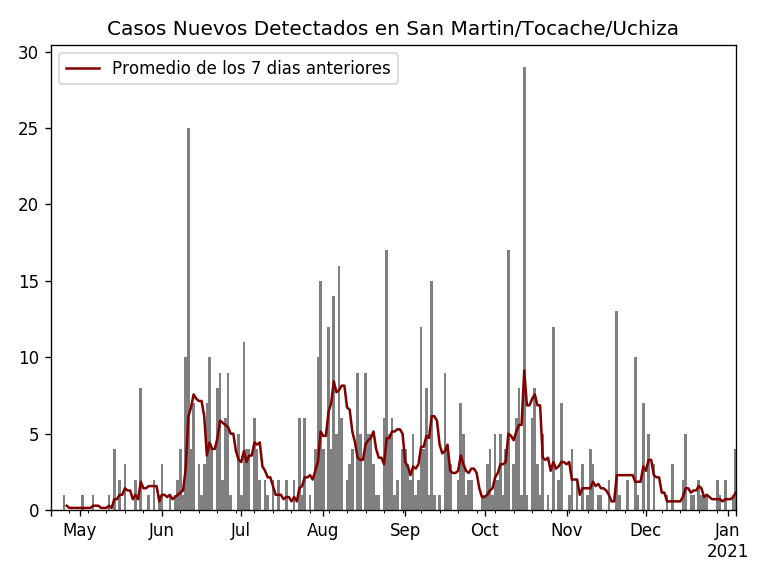 Casos Nuevos Detectados en San Martin/Tocache/Uchiza
Promedio de los 7 dias anteriores
30
25
20
15
10
5
0
May Jun Jul Aug Sep Oct Nov Dec Jan
2021